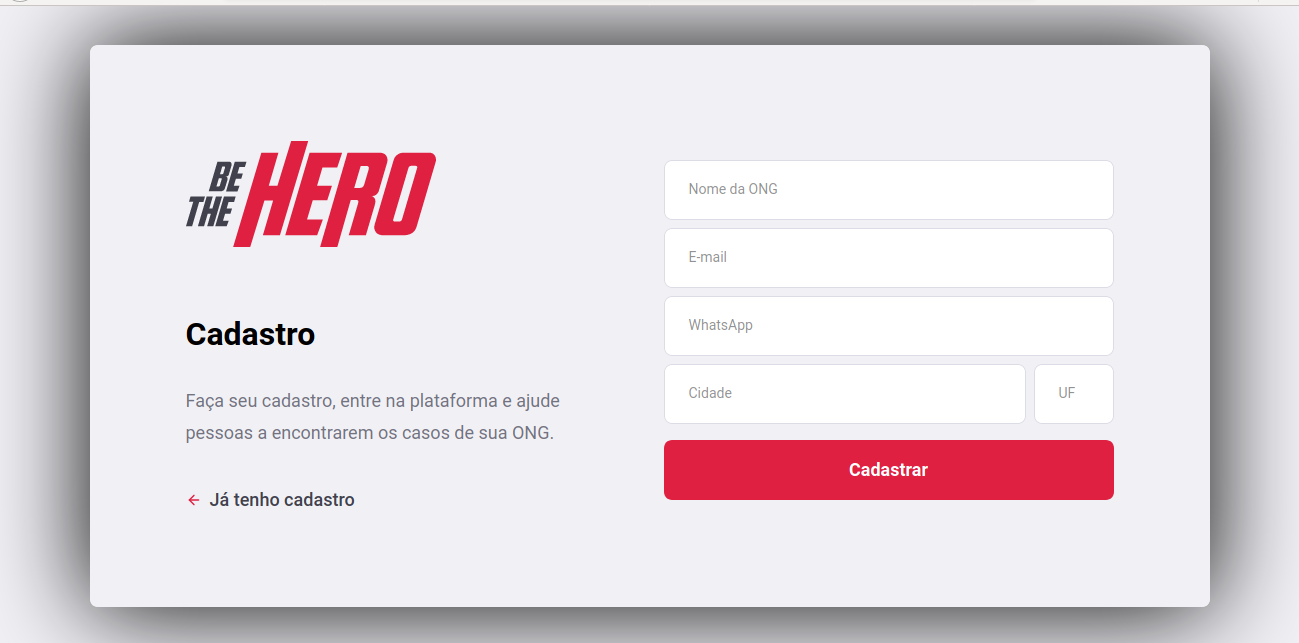 BE
THE
HERO
Cadastro
Faça seu cadastro, entre na plataforma e ajude
pessoas a encontrarem os casos de sua ONG.
Já tenho cadastro
Nome da ONG
E-mail
WhatsApp
Cidade
UF
Cadastrar